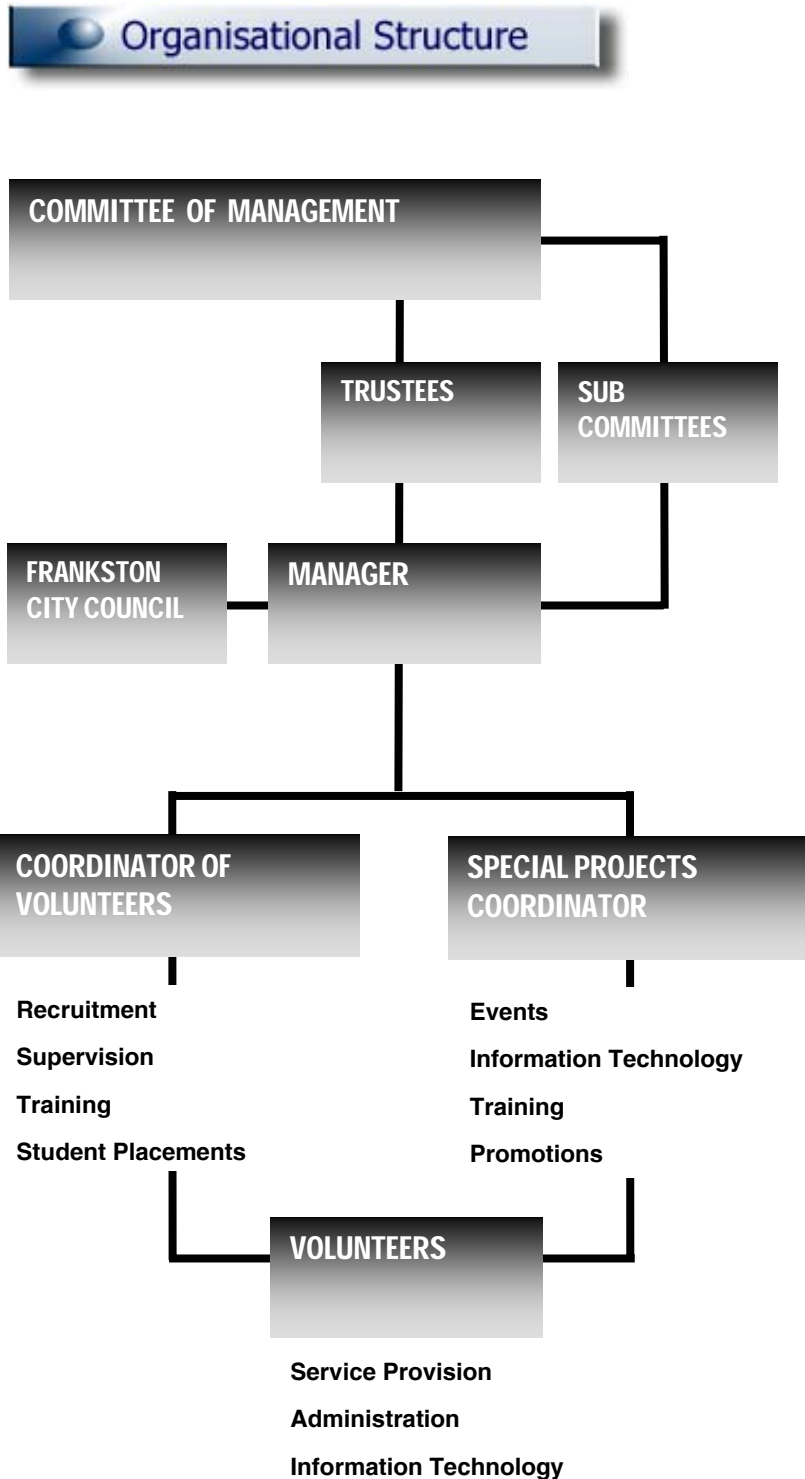 Organisational Structure
COMMITTEE OF MANAGEMENT
TRUSTEES
SUB
COMMITTEES
FRANKSTON
CITY COUNCIL
MANAGER
COORDINATOR OF
VOLUNTEERS
SPECIAL PROJECTS
COORDINATOR
Recruitment
Supervision
Training
Student Placements
Events
Information Technology
Training
Promotions
VOLUNTEERS
Service Provision
Administration
Information Technology